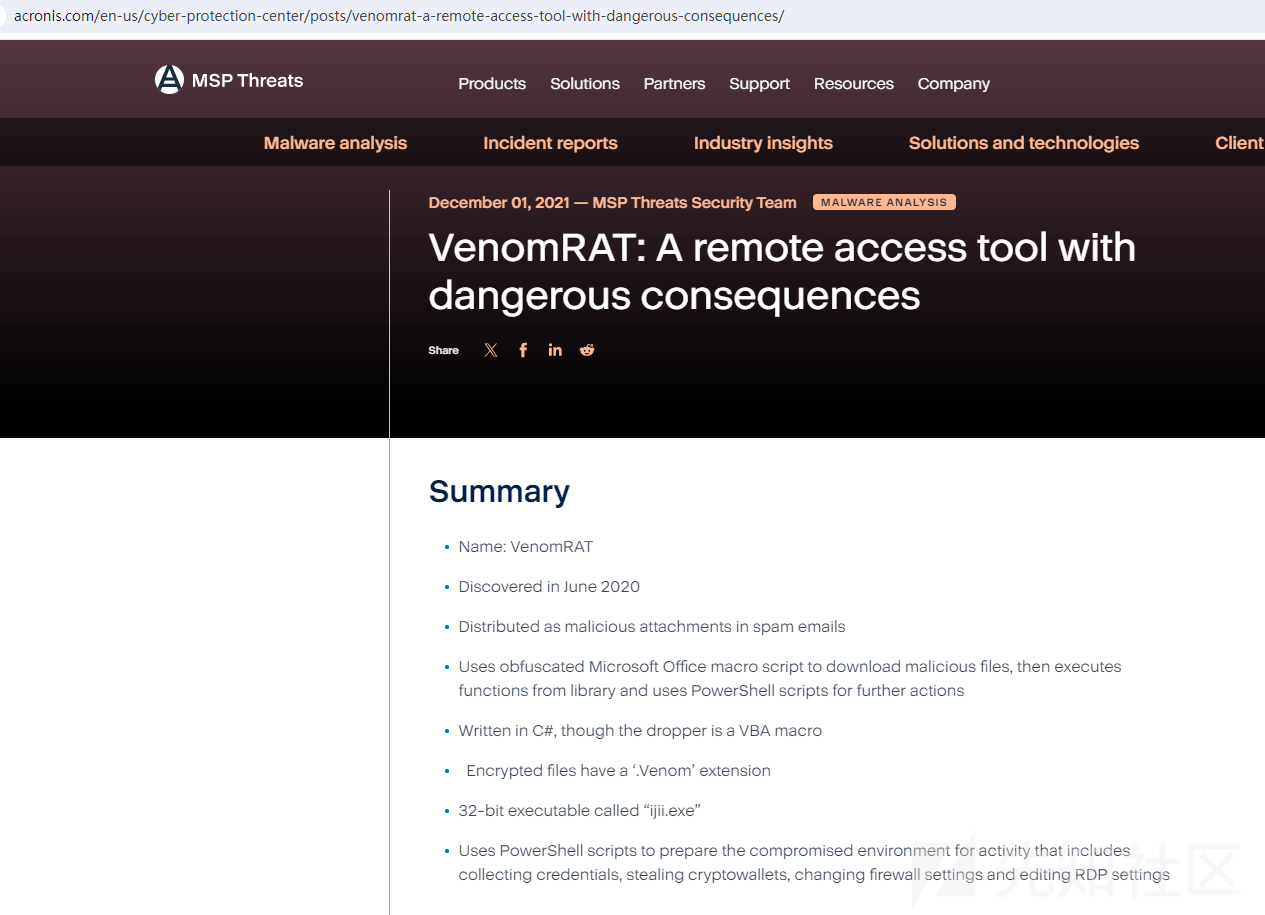 acronis.com/en-us/cyber-protection-center/posts/venomrat-a-remote-access-tool-with-dangerous-consequences/
MSP Threats
Products Solutions Partners Support Resources Company
Malware analysis Incident reports Industry insights Solutions and technologies Client
December 01, 2021 — MSP Threats Security Team MALWARE ANALYSIS
VenomRAT: A remote access tool with
dangerous consequences
Share
Summary
• Name: VenomRAT
• Discovered in June 2020
• Distributed as malicious attachments in spam emails
• Uses obfuscated Microsoft Office macro script to download malicious files, then executes
functions from library and uses PowerShell scripts for further actions
• Written in C#, though the dropper is a VBA macro
• Encrypted files have a ‘.Venom’ extension
• 32-bit executable called “ijii.exe”
• Uses PowerShell scripts to prepare the compromised environment for activity that includes
collecting credentials, stealing cryptowallets, changing firewall settings and editing RDP settings
先知社区